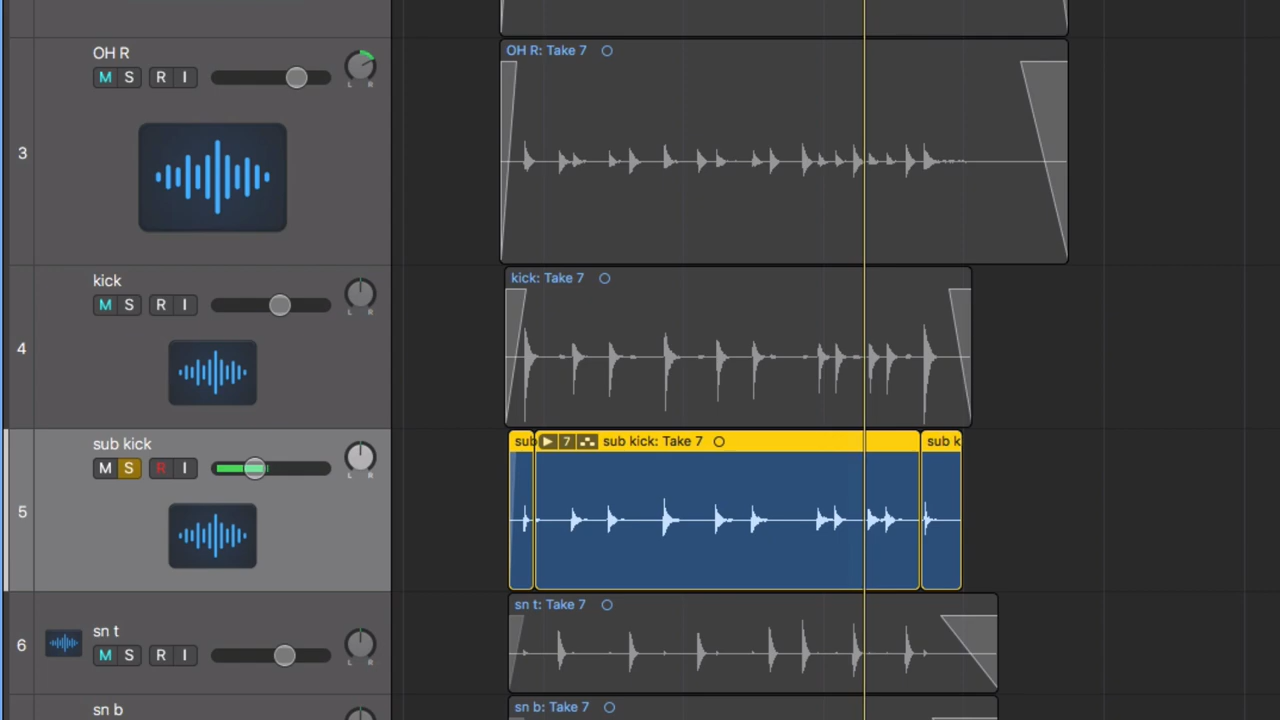 OH R
M S R I
L R
3
OH R: Take 7
kick
M S R I
L R
4
kick: Take 7
sub kick
M S R I
L R
5
sub
7
sub kick: Take 7
sub k
sn t
M S R I
L R
6
sn t: Take 7
sn b
sn b: Take 7